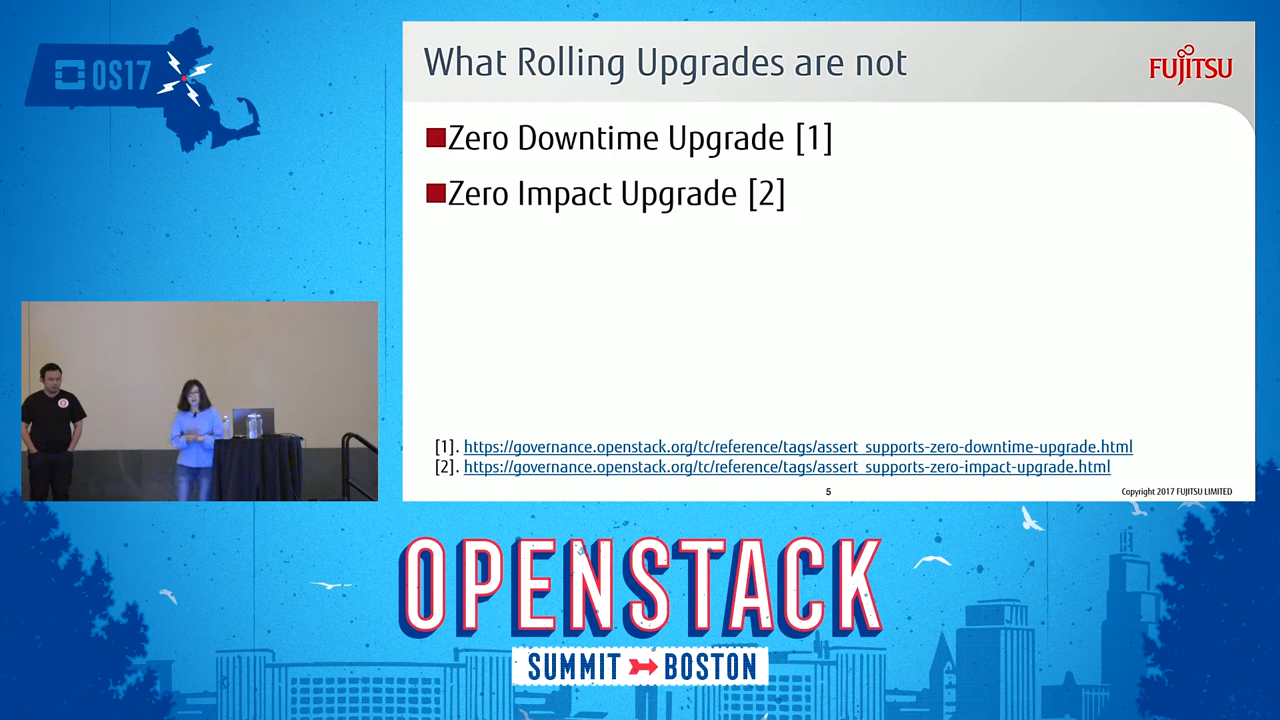 OS17
What Rolling Upgrades are not
FUJITSU
Zero Downtime Upgrade [1]
Zero Impact Upgrade [2]
[1]. https://governance.openstack.org/tc/reference/tags/assert_supports-zero-downtime-upgrade.html
[2]. https://governance.openstack.org/tc/reference/tags/assert_supports-zero-impact-upgrade.html
5
Copyright 2017 FUJITSU LIMITED
OPENSTACK
SUMMIT BOSTON